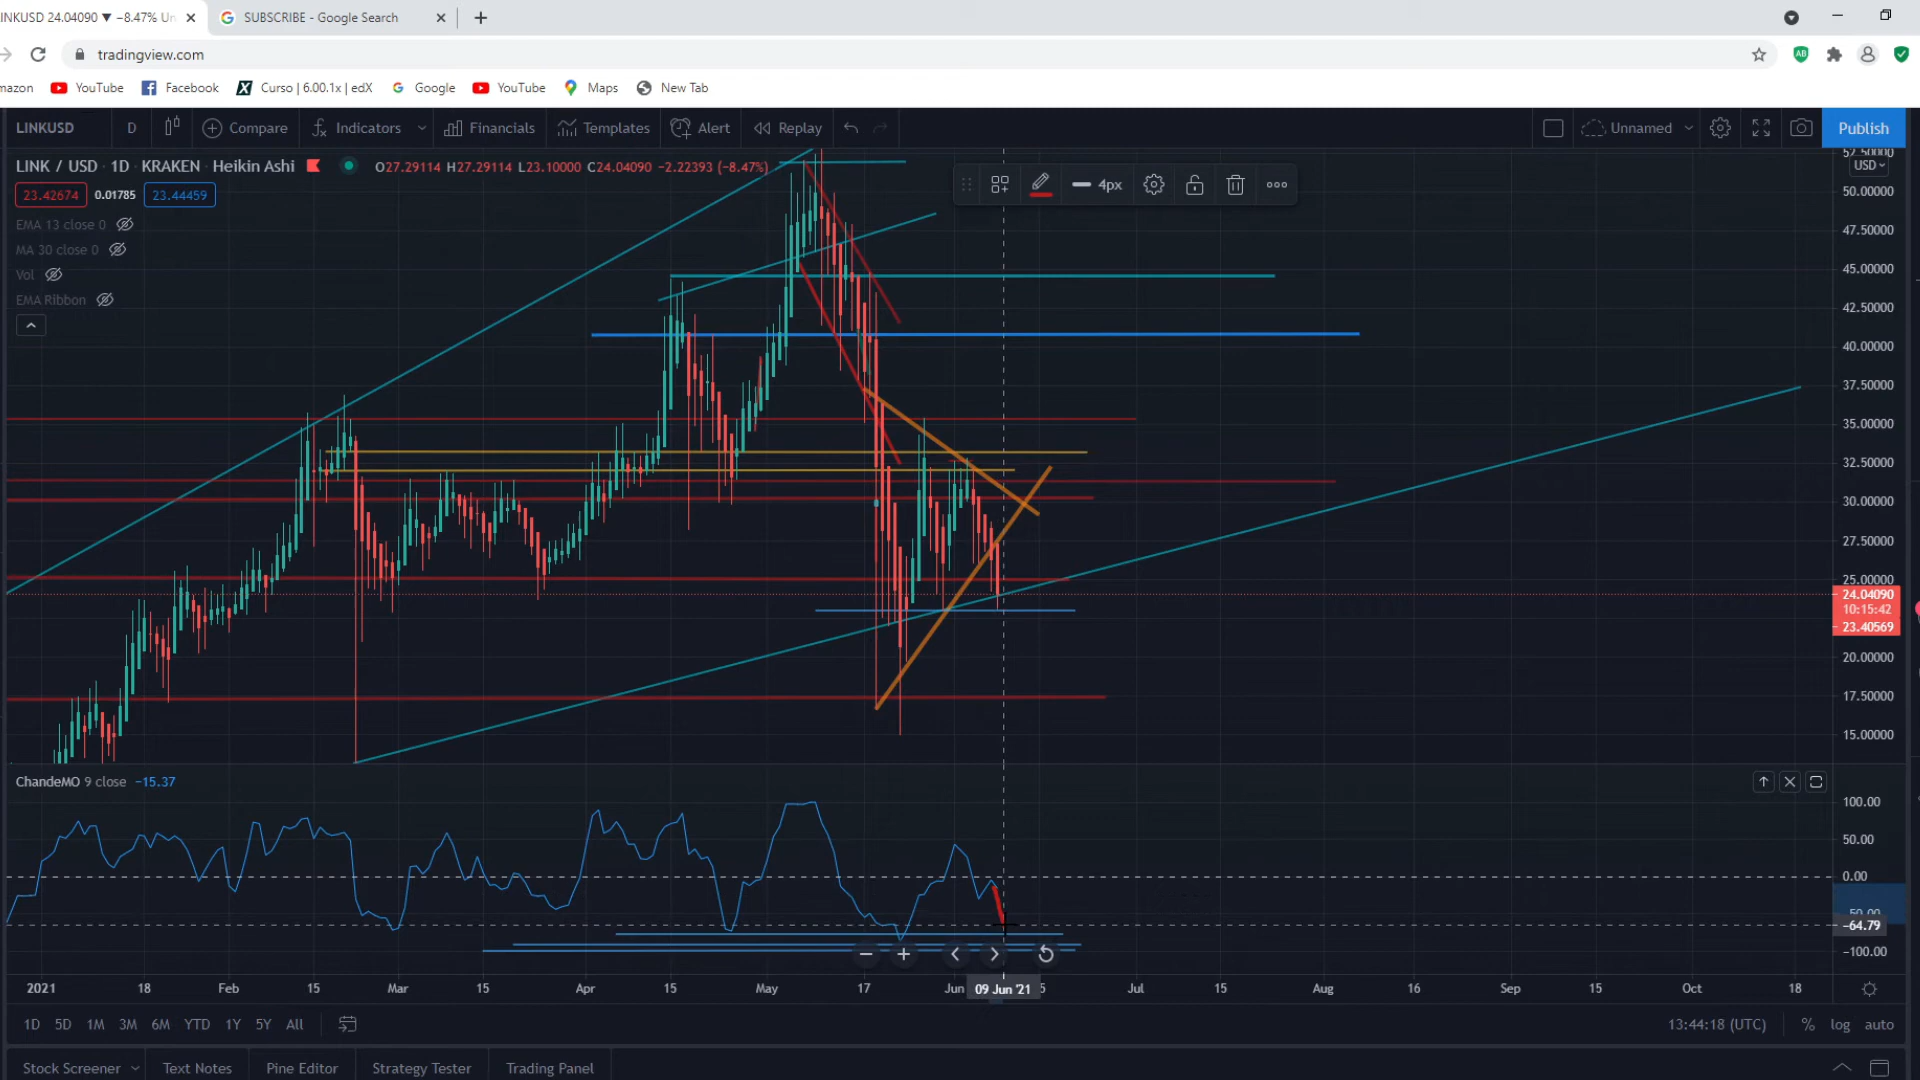 INKUSD 24.04090 ▼ −8.47% Un
SUBSCRIBE - Google Search
tradingview.com
mazon YouTube Facebook Curso | 6.00.1x | edX Google YouTube Maps New Tab
LINKUSD D Compare Indicators Financials Templates Alert Replay Unnamed Publish
LINK / USD · 1D · KRAKEN · Heikin Ashi O27.29114 H27.29114 L23.10000 C24.04090 −2.22393 (−8.47%)
23.42674 0.01785 23.44459
EMA 13 close 0
MA 30 close 0
Vol
EMA Ribbon
4px
52.50000
USD
50.00000
47.50000
45.00000
42.50000
40.00000
37.50000
35.00000
32.50000
30.00000
27.50000
25.00000
24.04090
10:15:42
23.40569
20.00000
17.50000
15.00000
ChandeMO 9 close −15.37
100.00
50.00
0.00
50.00
−64.79
−100.00
2021 18 Feb 15 Mar 15 Apr 15 May 17 Jun 09 Jun '21 5 Jul 15 Aug 16 Sep 15 Oct 18
1D 5D 1M 3M 6M YTD 1Y 5Y All 13:44:18 (UTC) % log auto
Stock Screener Text Notes Pine Editor Strategy Tester Trading Panel